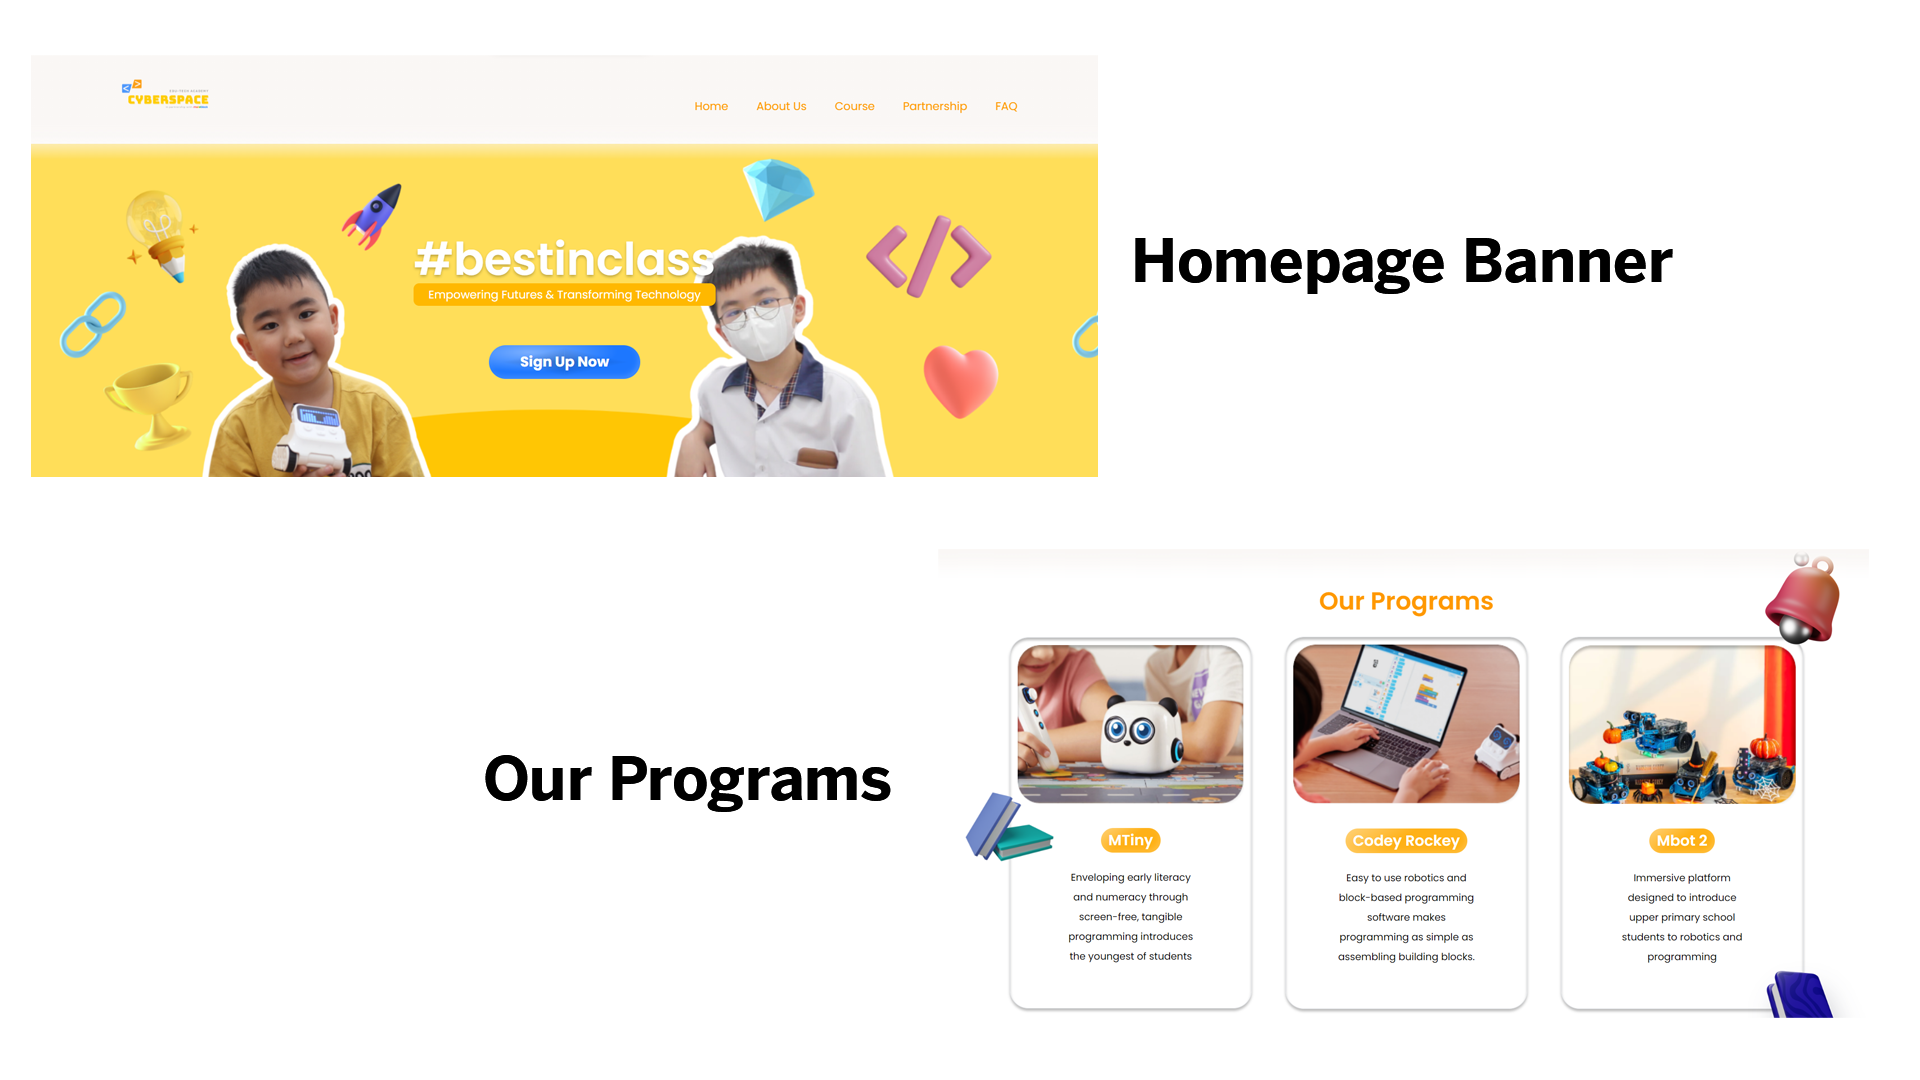 CYBERSPACE
Home About Us Course Partnership FAQ
#bestinclass
Empowering Futures & Transforming Technology
Sign Up Now
Homepage Banner
Our Programs
Our Programs
MTiny
Enveloping early literacy
and numeracy through
screen-free, tangible
programming introduces
the youngest of students
Codey Rockey
Easy to use robotics and
block-based programming
software makes
programming as simple as
assembling building blocks.
Mbot 2
Immersive platform
designed to introduce
upper primary school
students to robotics and
programming